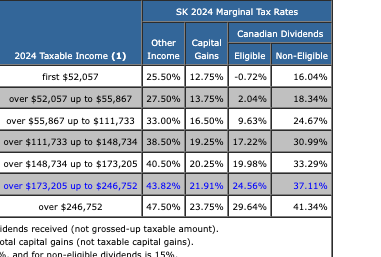 SK 2024 Marginal Tax Rates
2024 Taxable Income (1) Other Income Capital Gains Canadian Dividends
Eligible Non-Eligible
first $52,057 25.50% 12.75% -0.72% 16.04%
over $52,057 up to $55,867 27.50% 13.75% 2.04% 18.34%
over $55,867 up to $111,733 33.00% 16.50% 9.63% 24.67%
over $111,733 up to $148,734 38.50% 19.25% 17.22% 30.99%
over $148,734 up to $173,205 40.50% 20.25% 19.98% 33.29%
over $173,205 up to $246,752 43.82% 21.91% 24.56% 37.11%
over $246,752 47.50% 23.75% 29.64% 41.34%
idends received (not grossed-up taxable amount).
otal capital gains (not taxable capital gains).
%, and for non-eligible dividends is 15%.